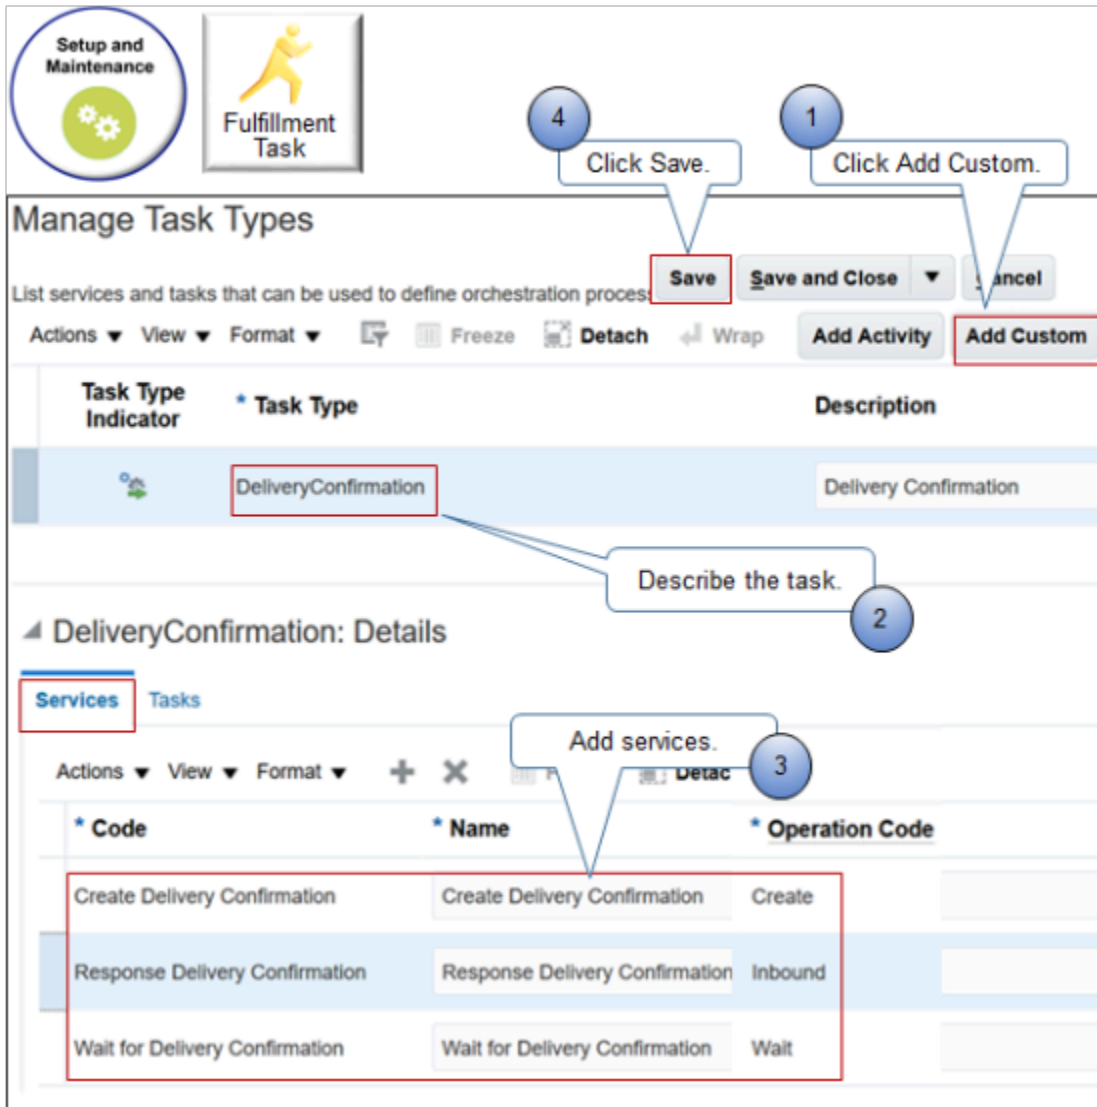 Setup and
Maintenance
Fulfillment
Task
4
Click Save.
1
Click Add Custom.
Manage Task Types
Save
Save and Close
List services and tasks that can be used to define orchestration
Actions View Format Freeze Detach Wrap Add Activity Add Custom
Task Type
Indicator
* Task Type
Description
DeliveryConfirmation
Delivery Confirmation
Describe the task.
2
DeliveryConfirmation: Details
Services Tasks
Add services.
3
Actions View Format
* Code * Name * Operation Code
Create Delivery Confirmation Create Delivery Confirmation Create
Response Delivery Confirmation Response Delivery Confirmation Inbound
Wait for Delivery Confirmation Wait for Delivery Confirmation Wait